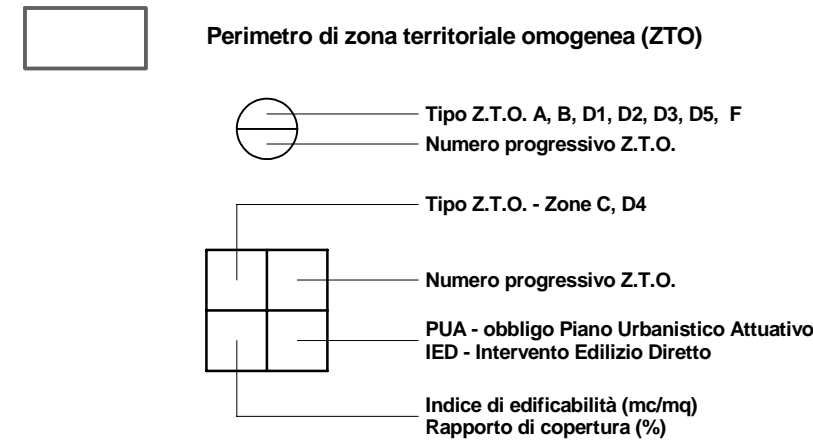 Perimetro di zona territoriale omogenea (ZTO)
Tipo Z.T.O. A, B, D1, D2, D3, D5, F
Numero progressivo Z.T.O.
Tipo Z.T.O. - Zone C, D4
Numero progressivo Z.T.O.
PUA - obbligo Piano Urbanistico Attuativo
IED - Intervento Edilizio Diretto
Indice di edificabilità (mc/mq)
Rapporto di copertura (%)